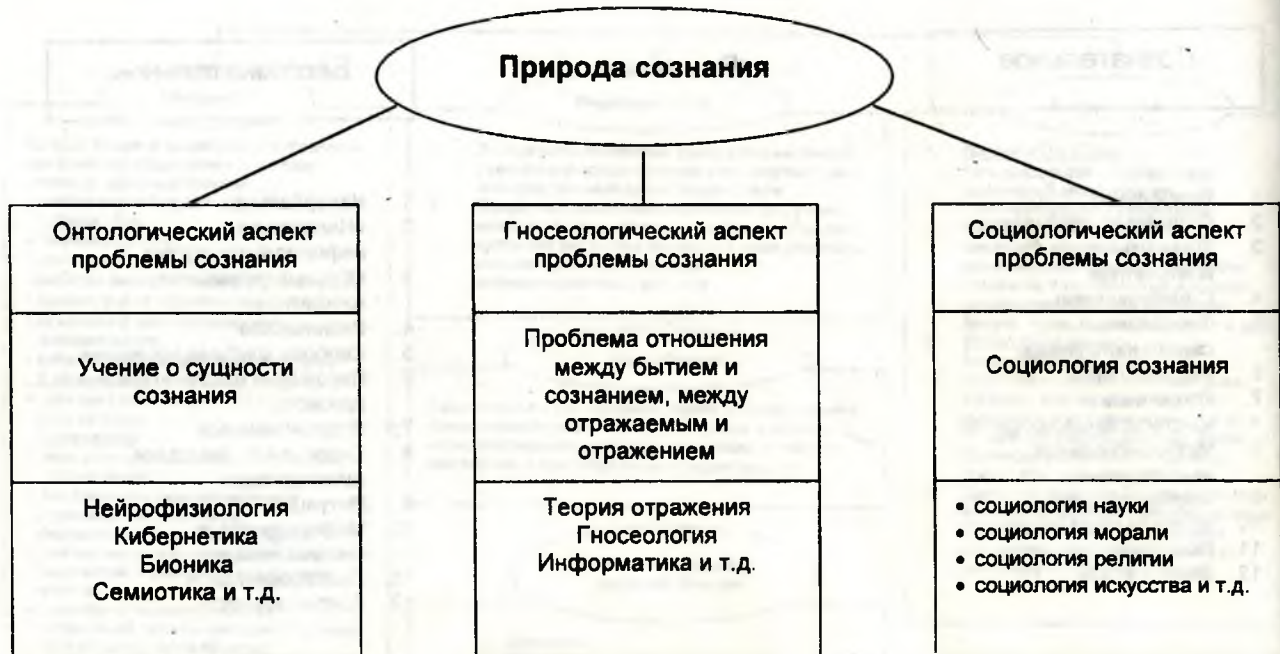 Природа сознания
Онтологический аспект
проблемы сознания
Учение о сущности
сознания
Нейрофизиология
Кибернетика
Бионика
Семиотика и т.д.
Гносеологический аспект
проблемы сознания
Проблема отношения
между бытием и
сознанием, между
отражаемым и
отражением
Теория отражения
Гносеология
Информатика и т.д.
Социологический аспект
проблемы сознания
Социология сознания
• социология науки
• социология морали
• социология религии
• социология искусства и т.д.